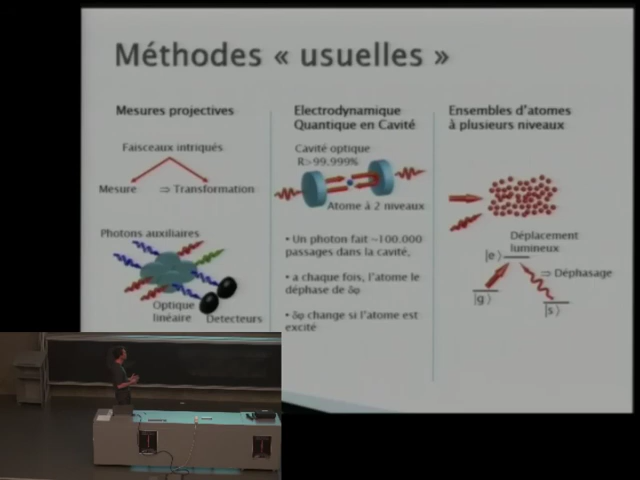 Méthodes « usuelles »
Mesures projectives
Faisceaux intriqués
Mesure ⇒ Transformation
Photons auxiliaires
Optique
linéaire
Detecteurs
Electrodynamique
Quantique en Cavité
Cavité optique
R>99.999%
Atome à 2 niveaux
• Un photon fait ~100.000
passages dans la cavité,
• a chaque fois, l'atome le
déphase de δφ
• δφ change si l'atome est
excité
Ensembles d'atomes
à plusieurs niveaux
Déplacement
lumineux
|e⟩
⇒ Déphasage
|g⟩
|s⟩